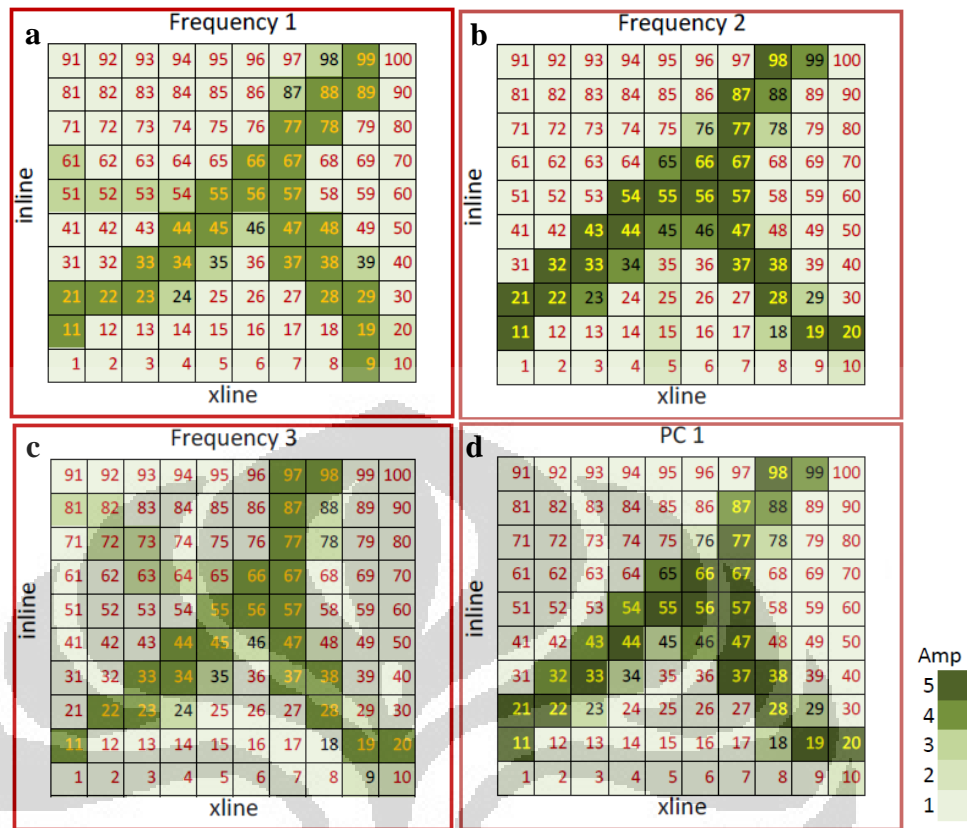 Frequency 1
a
91 92 93 94 95 96 97 98 99 100
81 82 83 84 85 86 87 88 89 90
71 72 73 74 75 76 77 78 79 80
61 62 63 64 65 66 67 68 69 70
51 52 53 54 55 56 57 58 59 60
41 42 43 44 45 46 47 48 49 50
31 32 33 34 35 36 37 38 39 40
21 22 23 24 25 26 27 28 29 30
11 12 13 14 15 16 17 18 19 20
1 2 3 4 5 6 7 8 9 10
inline
xline
Frequency 2
b
91 92 93 94 95 96 97 98 99 100
81 82 83 84 85 86 87 88 89 90
71 72 73 74 75 76 77 78 79 80
61 62 63 64 65 66 67 68 69 70
51 52 53 54 55 56 57 58 59 60
41 42 43 44 45 46 47 48 49 50
31 32 33 34 35 36 37 38 39 40
21 22 23 24 25 26 27 28 29 30
11 12 13 14 15 16 17 18 19 20
1 2 3 4 5 6 7 8 9 10
inline
xline
Frequency 3
c
91 92 93 94 95 96 97 98 99 100
81 82 83 84 85 86 87 88 89 90
71 72 73 74 75 76 77 78 79 80
61 62 63 64 65 66 67 68 69 70
51 52 53 54 55 56 57 58 59 60
41 42 43 44 45 46 47 48 49 50
31 32 33 34 35 36 37 38 39 40
21 22 23 24 25 26 27 28 29 30
11 12 13 14 15 16 17 18 19 20
1 2 3 4 5 6 7 8 9 10
inline
xline
PC 1
d
91 92 93 94 95 96 97 98 99 100
81 82 83 84 85 86 87 88 89 90
71 72 73 74 75 76 77 78 79 80
61 62 63 64 65 66 67 68 69 70
51 52 53 54 55 56 57 58 59 60
41 42 43 44 45 46 47 48 49 50
31 32 33 34 35 36 37 38 39 40
21 22 23 24 25 26 27 28 29 30
11 12 13 14 15 16 17 18 19 20
1 2 3 4 5 6 7 8 9 10
inline
xline
Amp
5
4
3
2
1